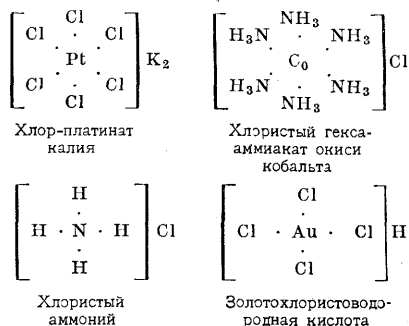 Cl
Cl Cl
Pt
Cl Cl
Cl
K2
Хлор-платинат
калия
NH3
H3N NH3
Co
H3N NH3
NH3
Cl
Хлористый гекса-
аммиакат окиси
кобальта
H
H · N · H
H
Cl
Хлористый
аммоний
Cl
Cl · Au · Cl
Cl
H
Золотохлористоводо-
родная кислота